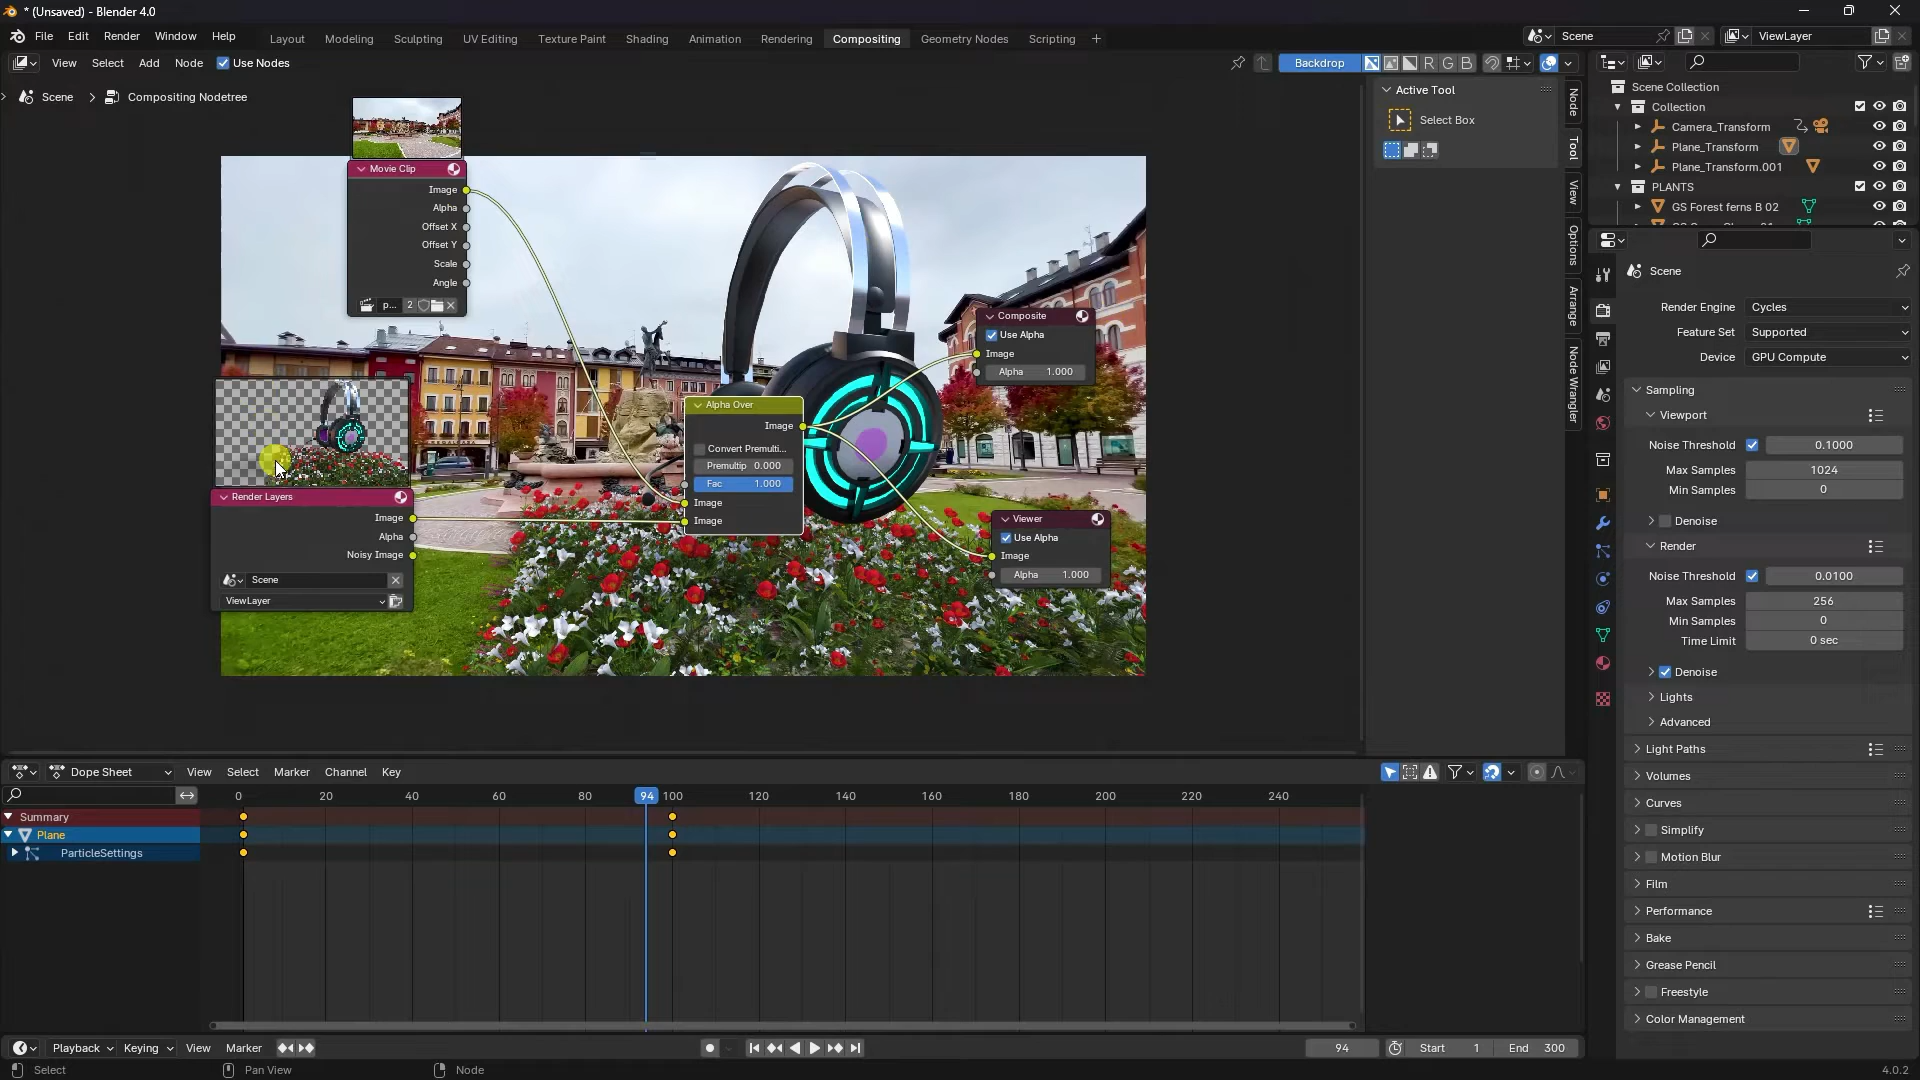 * (Unsaved) - Blender 4.0
File Edit Render Window Help
Layout Modeling Sculpting UV Editing Texture Paint Shading Animation Rendering Compositing Geometry Nodes Scripting
Scene
ViewLayer
View Select Add Node Use Nodes
Backdrop
R G B
Scene > Compositing Nodetree
Active Tool
Select Box
Node
Tool
View
Options
Arrange
Node Wrangler
Movie Clip
Image
Alpha
Offset X
Offset Y
Scale
Angle
p... 2
Render Layers
Image
Alpha
Noisy Image
Scene
ViewLayer
Alpha Over
Image
Convert Premulti...
Premultip 0.000
Fac 1.000
Image
Image
Composite
Use Alpha
Image
Alpha 1.000
Viewer
Use Alpha
Image
Alpha 1.000
Scene Collection
Collection
Camera_Transform
Plane_Transform
Plane_Transform.001
PLANTS
GS Forest ferns B 02
Scene
Render Engine Cycles
Feature Set Supported
Device GPU Compute
Sampling
Viewport
Noise Threshold 0.1000
Max Samples 1024
Min Samples 0
Denoise
Render
Noise Threshold 0.0100
Max Samples 256
Min Samples 0
Time Limit 0 sec
Denoise
Lights
Advanced
Light Paths
Volumes
Curves
Simplify
Motion Blur
Film
Performance
Bake
Grease Pencil
Freestyle
Color Management
Dope Sheet View Select Marker Channel Key
0 20 40 60 80 94 100 120 140 160 180 200 220 240
Summary
Plane
ParticleSettings
Playback Keying View Marker
94 Start 1 End 300
Select Pan View Node
4.0.2